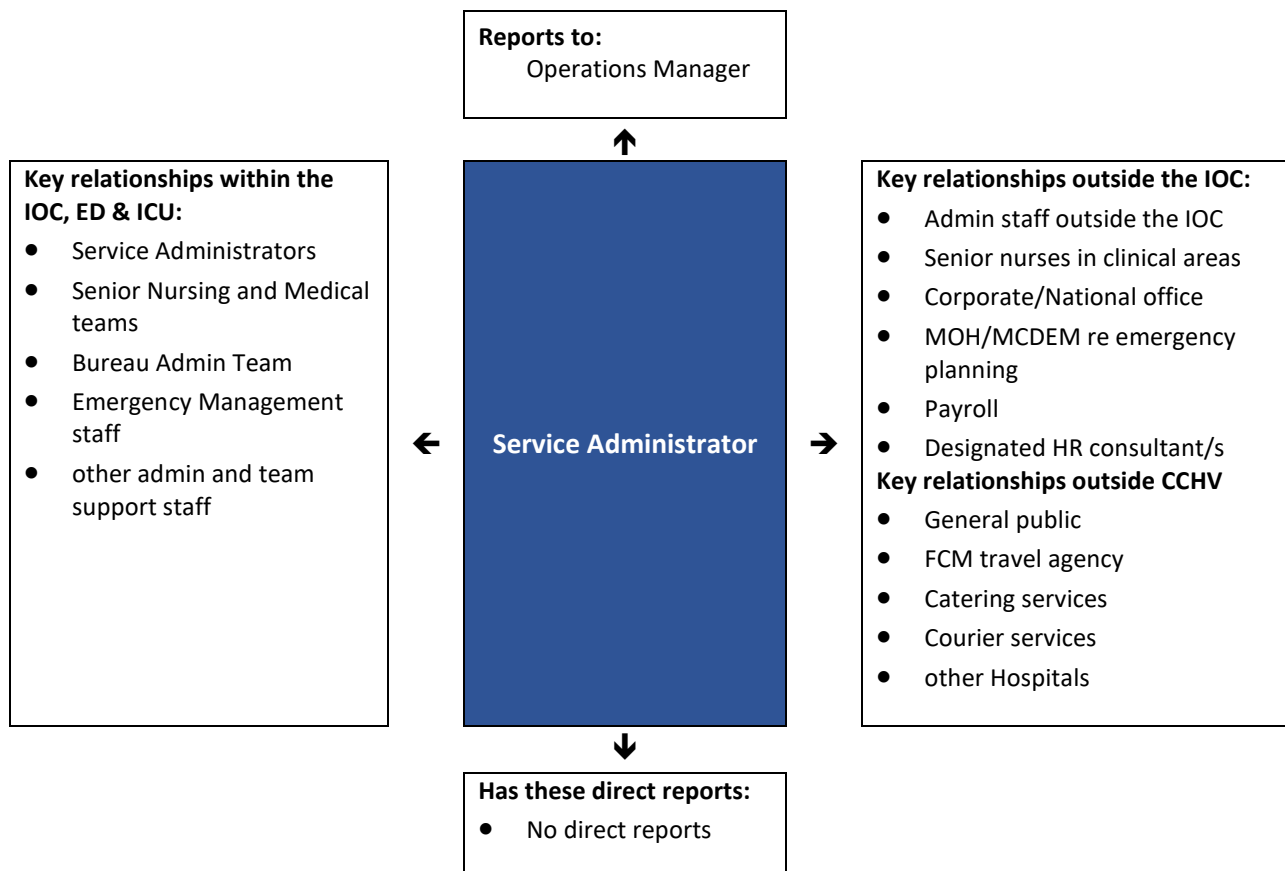 Reports to:
Operations Manager
Key relationships within the
IOC, ED & ICU:
● Service Administrators
● Senior Nursing and Medical
teams
● Bureau Admin Team
● Emergency Management
staff
● other admin and team
support staff
Service Administrator
Key relationships outside the IOC:
● Admin staff outside the IOC
● Senior nurses in clinical areas
● Corporate/National office
● MOH/MCDEM re emergency
planning
● Payroll
● Designated HR consultant/s
Key relationships outside CCHV
● General public
● FCM travel agency
● Catering services
● Courier services
● other Hospitals
Has these direct reports:
● No direct reports